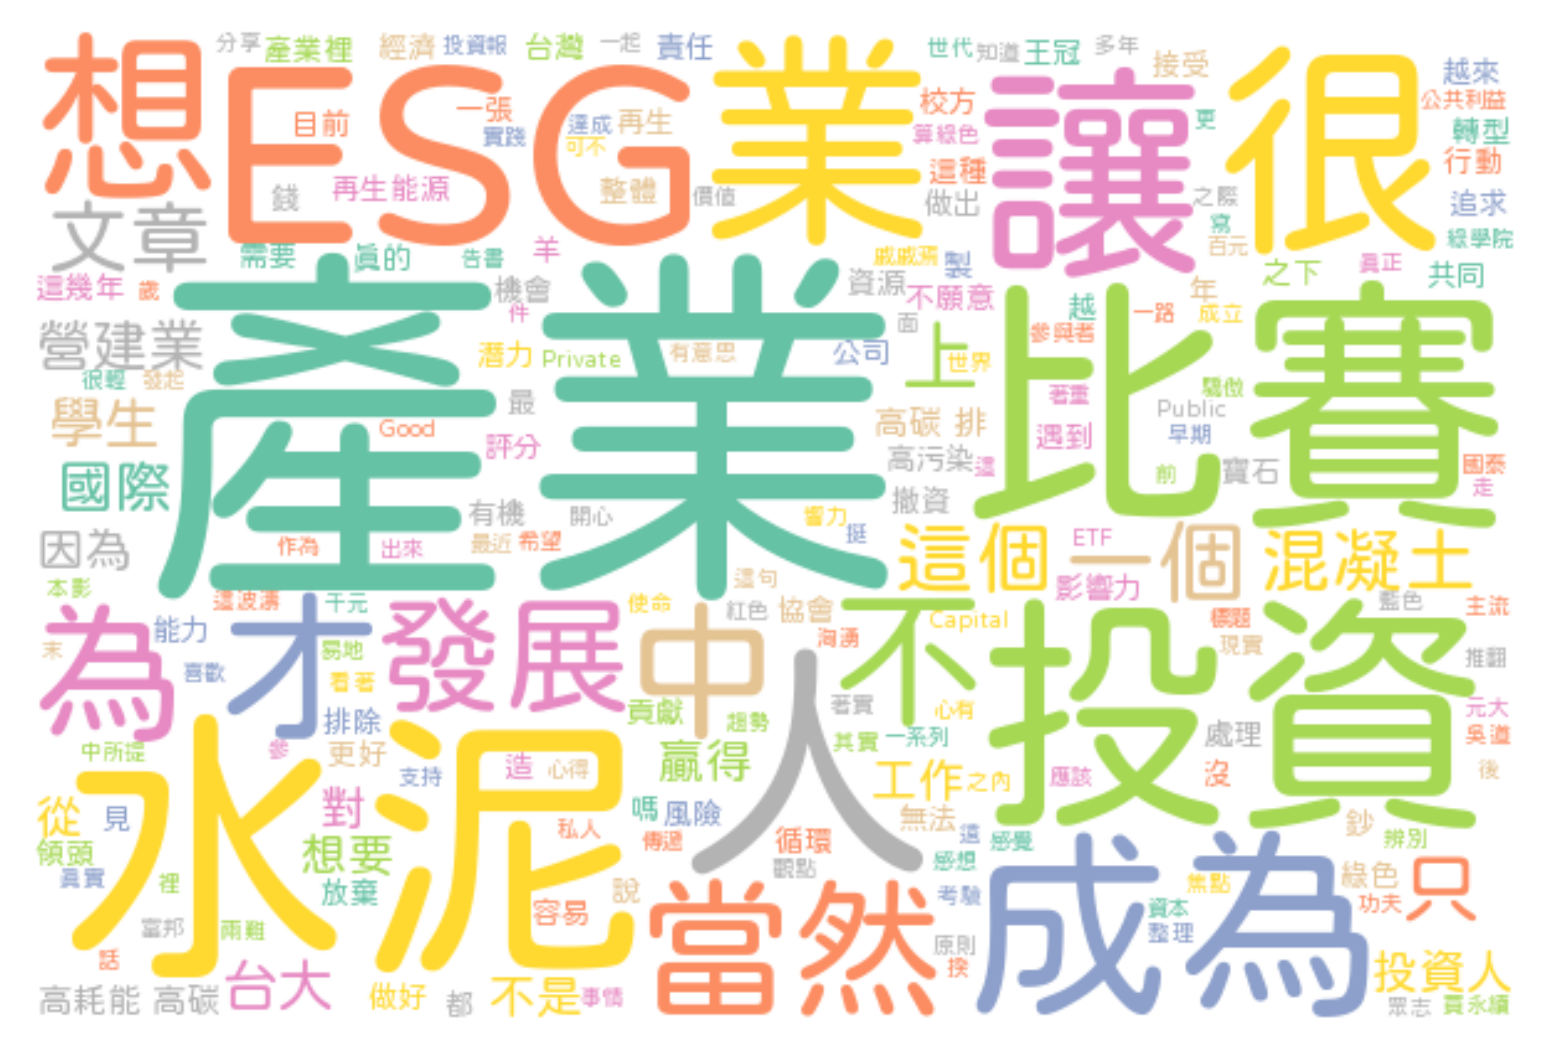 分享 產業裡 經濟 投資報 台灣 一起 責任 世代 知道 王冠 多年 接受 越來
想 ESG 業 讓 很
目前 一張 實踐 達成 再生 可不 校方 算綠色 更 公共利益 轉型
錢 再生能源 整體 價值 這種 做出 之際 行動 追求
文章 需要 真的 告書 羊 戚戚焉 製 寫 百元 綠學院
這幾年 歲 機會 件 資源 不願意 越 年 之下 真正 共同
產業 比賽
營建業 潛力 Private 有意思 公司 面 上 世界 參與者 一路 成立
很輕 發起 最 著重 驕傲
學生 Good 評分 高碳 排 遇到 Public 早期
國際 高污染 這 前 寶石 國泰 走
有機 開心 撤資 響力 挺
因為 作為 出來 最近 希望 這個 ETF 一個 混凝土
本影 這波濤 千元 這句 影響力 藍色 主流
為 能力 才 發展 使命 中 紅色 協會 不 Capital 投資 標題
末 喜歡 易地 看著 洶湧 現實 推翻
排除 貢獻 趨勢 人 著實 心有 元大
中所提 參 更好 贏得 其實 一系列 處理 吳道
水泥 支持 造 心得 工作 之內 應該 沒 後
從 見 對 嗎 風險 無法 還 鈔
領頭 想要 私人 傳遞 循環 感想 感覺 辨別
真實 裡 放棄 說 觀點 成為 焦點 綠色 只
富邦 兩難 容易 當然 考驗 資本 功夫
話 原則 整理
高耗能 高碳 台大 做好 都 不是 事情 揆 投資人
眾志 買永續